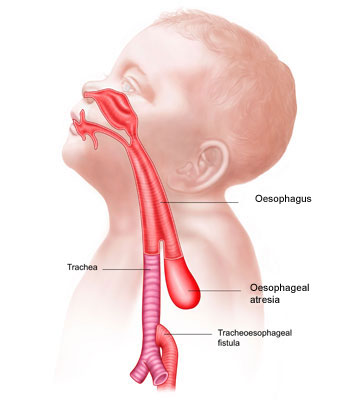 Oesophagus
Trachea
Oesophageal
atresia
Tracheoesophageal
fistula